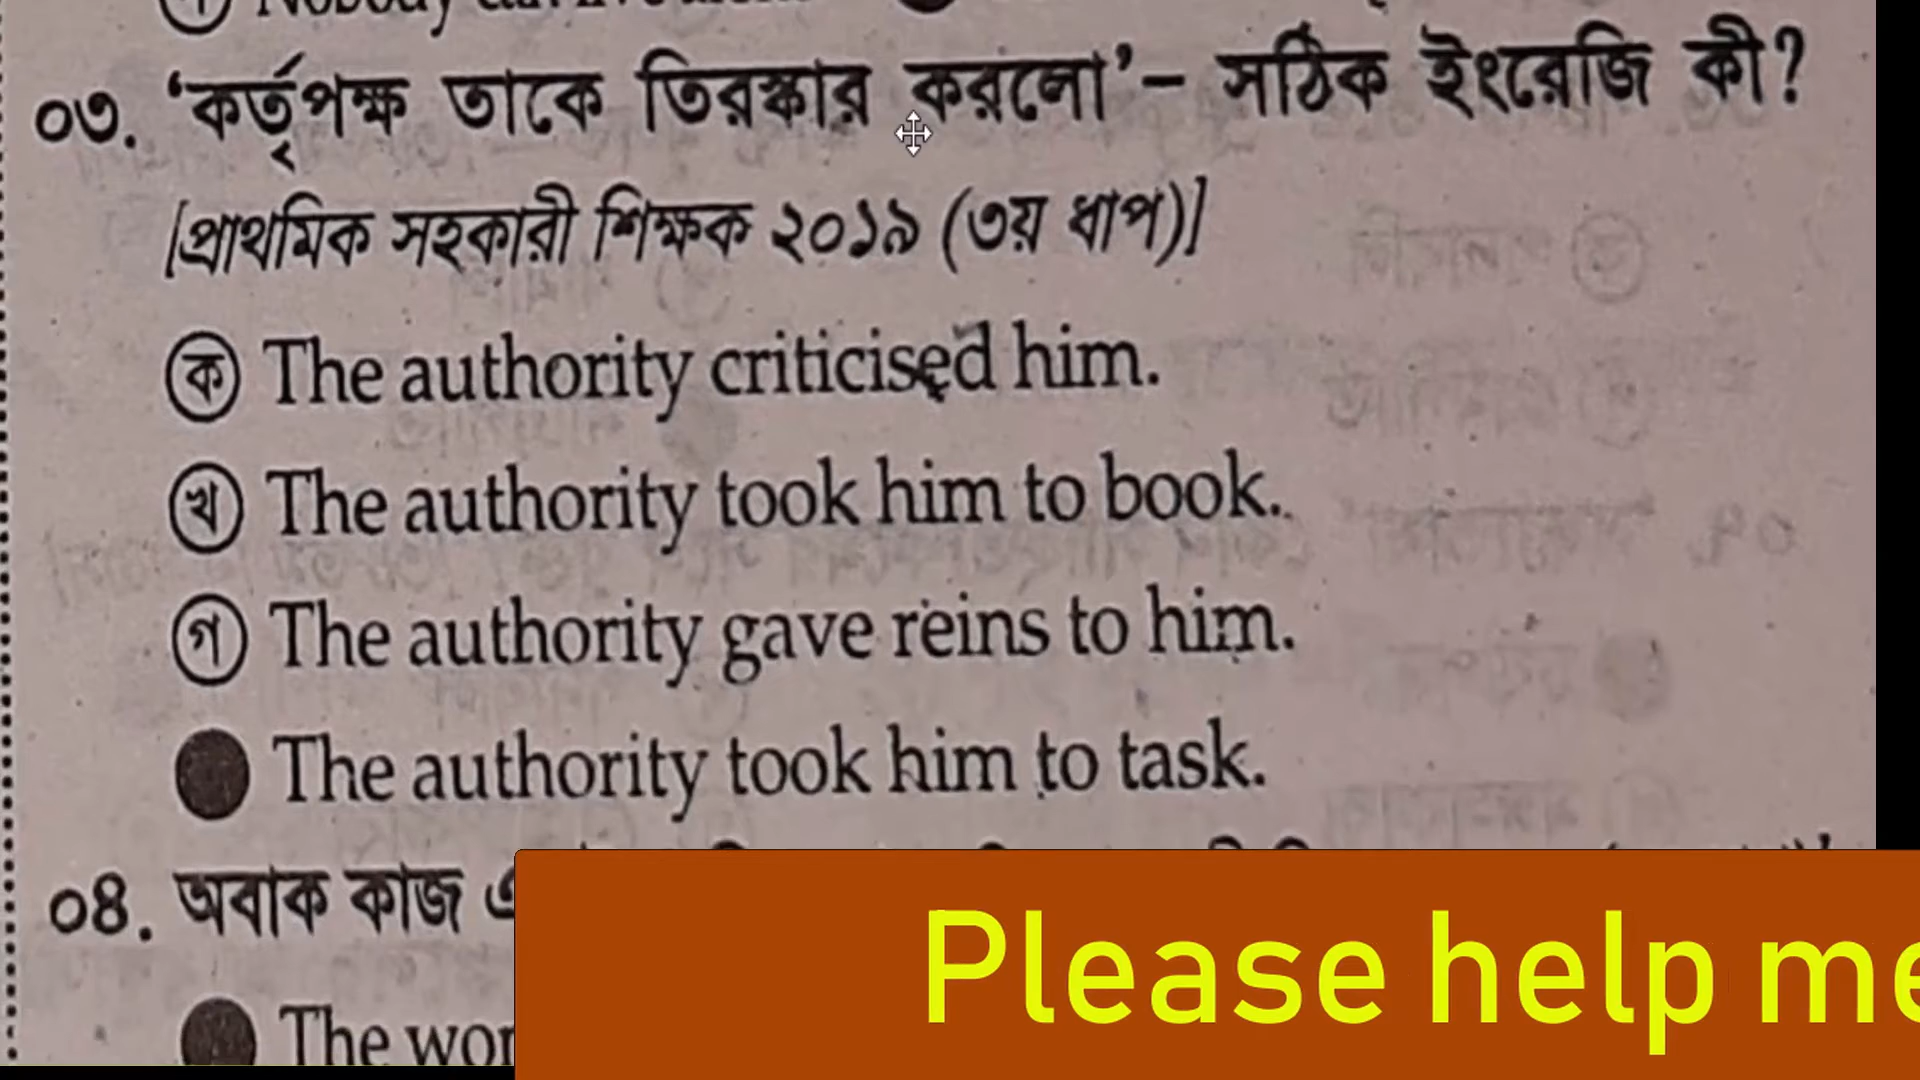 ০৩. ‘কর্তৃপক্ষ তাকে তিরস্কার করলো’– সঠিক ইংরেজি কী?
[প্রাথমিক সহকারী শিক্ষক ২০১৯ (৩য় ধাপ)]
ক The authority criticised him.
খ The authority took him to book.
গ The authority gave reins to him.
The authority took him to task.
০৪. অবাক কাজ
The
Please help me